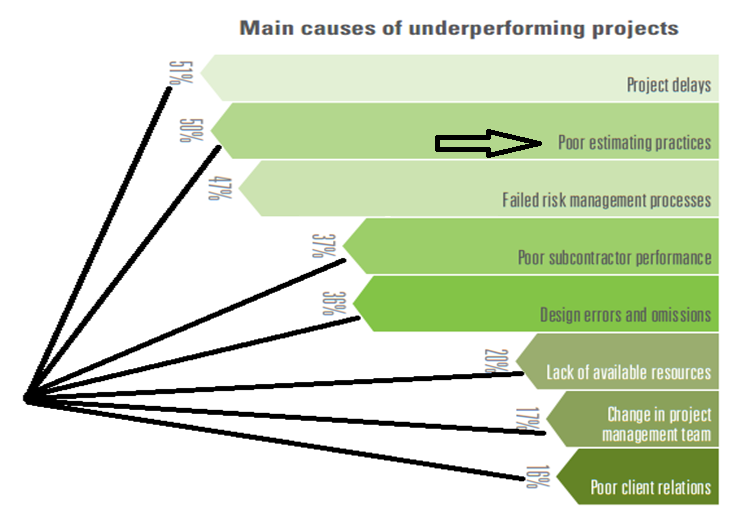 Main causes of underperforming projects
51%
Project delays
50%
Poor estimating practices
47%
Failed risk management processes
37%
Poor subcontractor performance
36%
Design errors and omissions
20%
Lack of available resources
17%
Change in project
management team
16%
Poor client relations